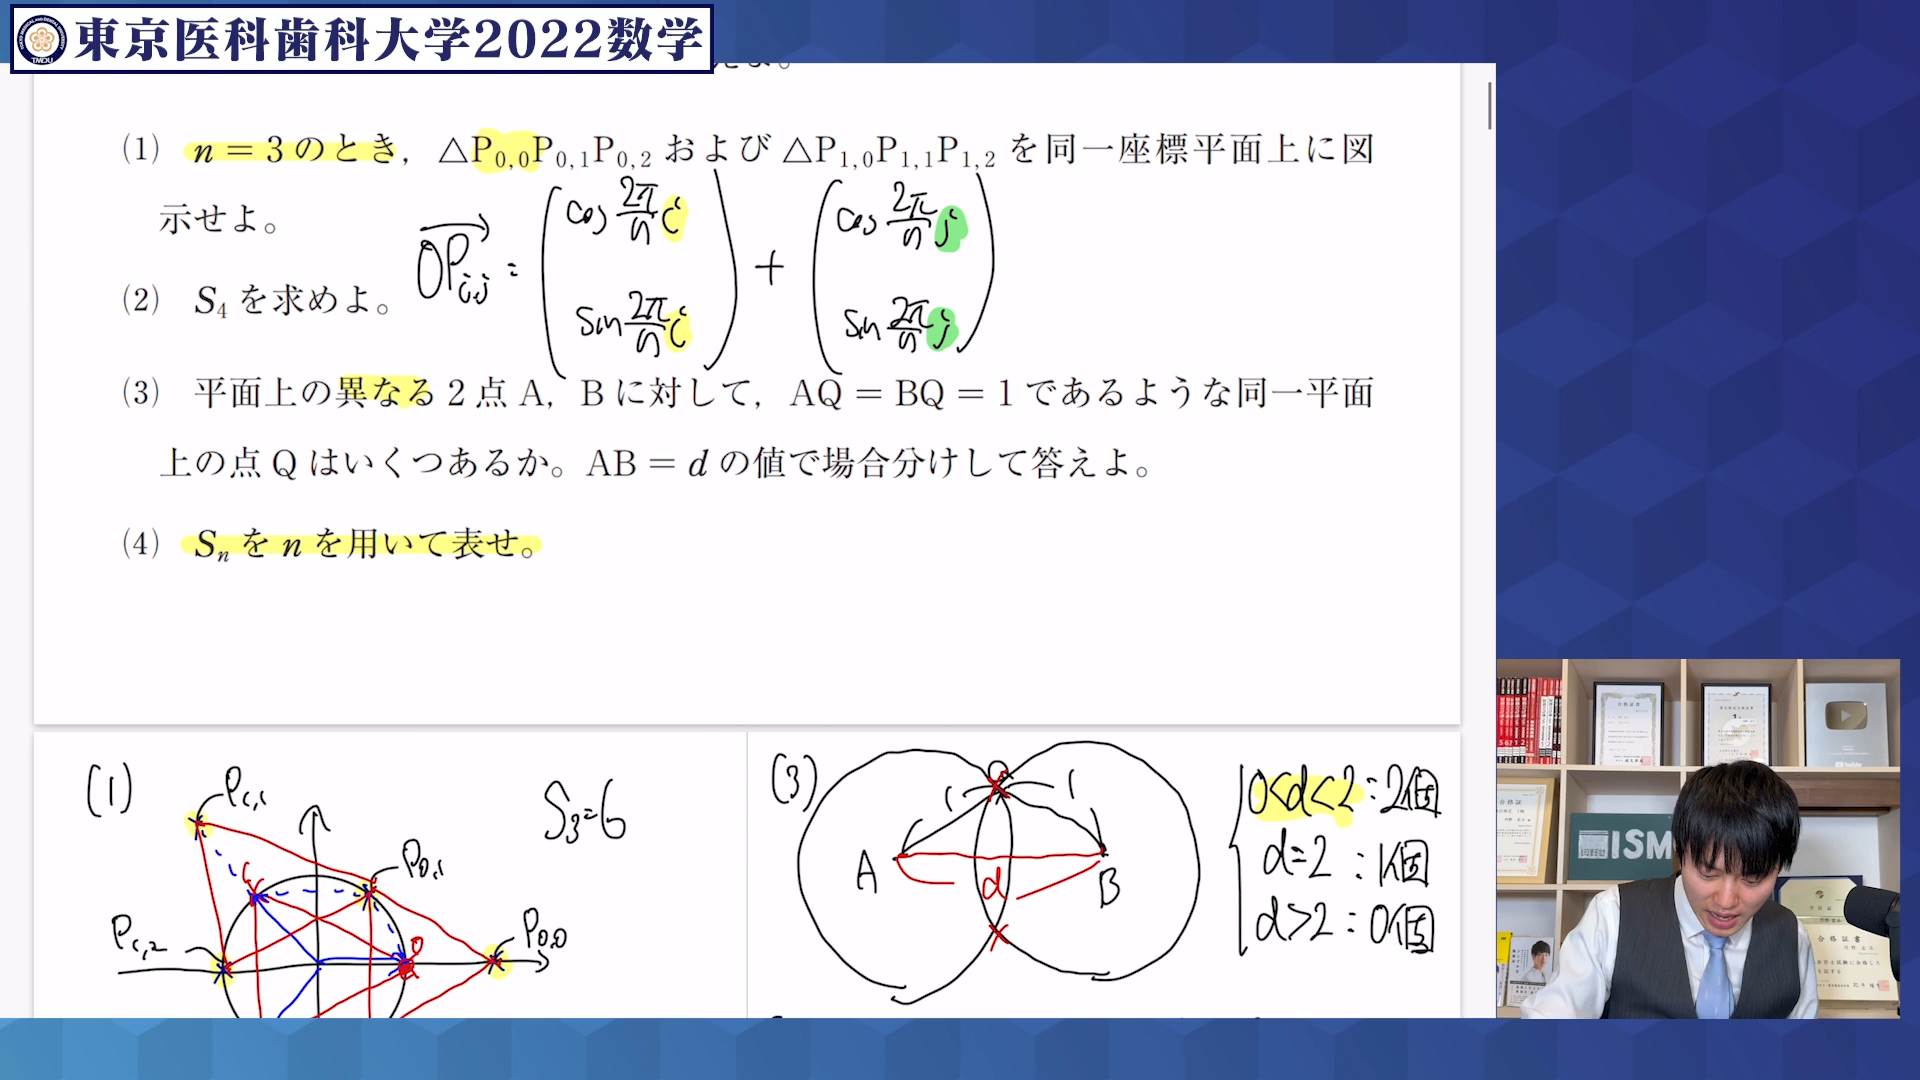 東京医科歯科大学2022数学
(1) n = 3 のとき, △P0,0P0,1P0,2 および △P1,0P1,1P1,2 を同一座標平面上に図
示せよ。
OPi,j = (cos 2π/n i, sin 2π/n i) + (cos 2π/n j, sin 2π/n j)
(2) S4 を求めよ。
(3) 平面上の異なる 2 点 A, B に対して, AQ = BQ = 1 であるような同一平面
上の点 Q はいくつあるか。AB = d の値で場合分けして答えよ。
(4) Sn を n を用いて表せ。
(1)
P1,1
S3=6
P0,1
P1,2
P0,0
(3)
1
1
A
d
B
0<d<2 : 2個
d=2 : 1個
d>2 : 0個
ISM
合格証書